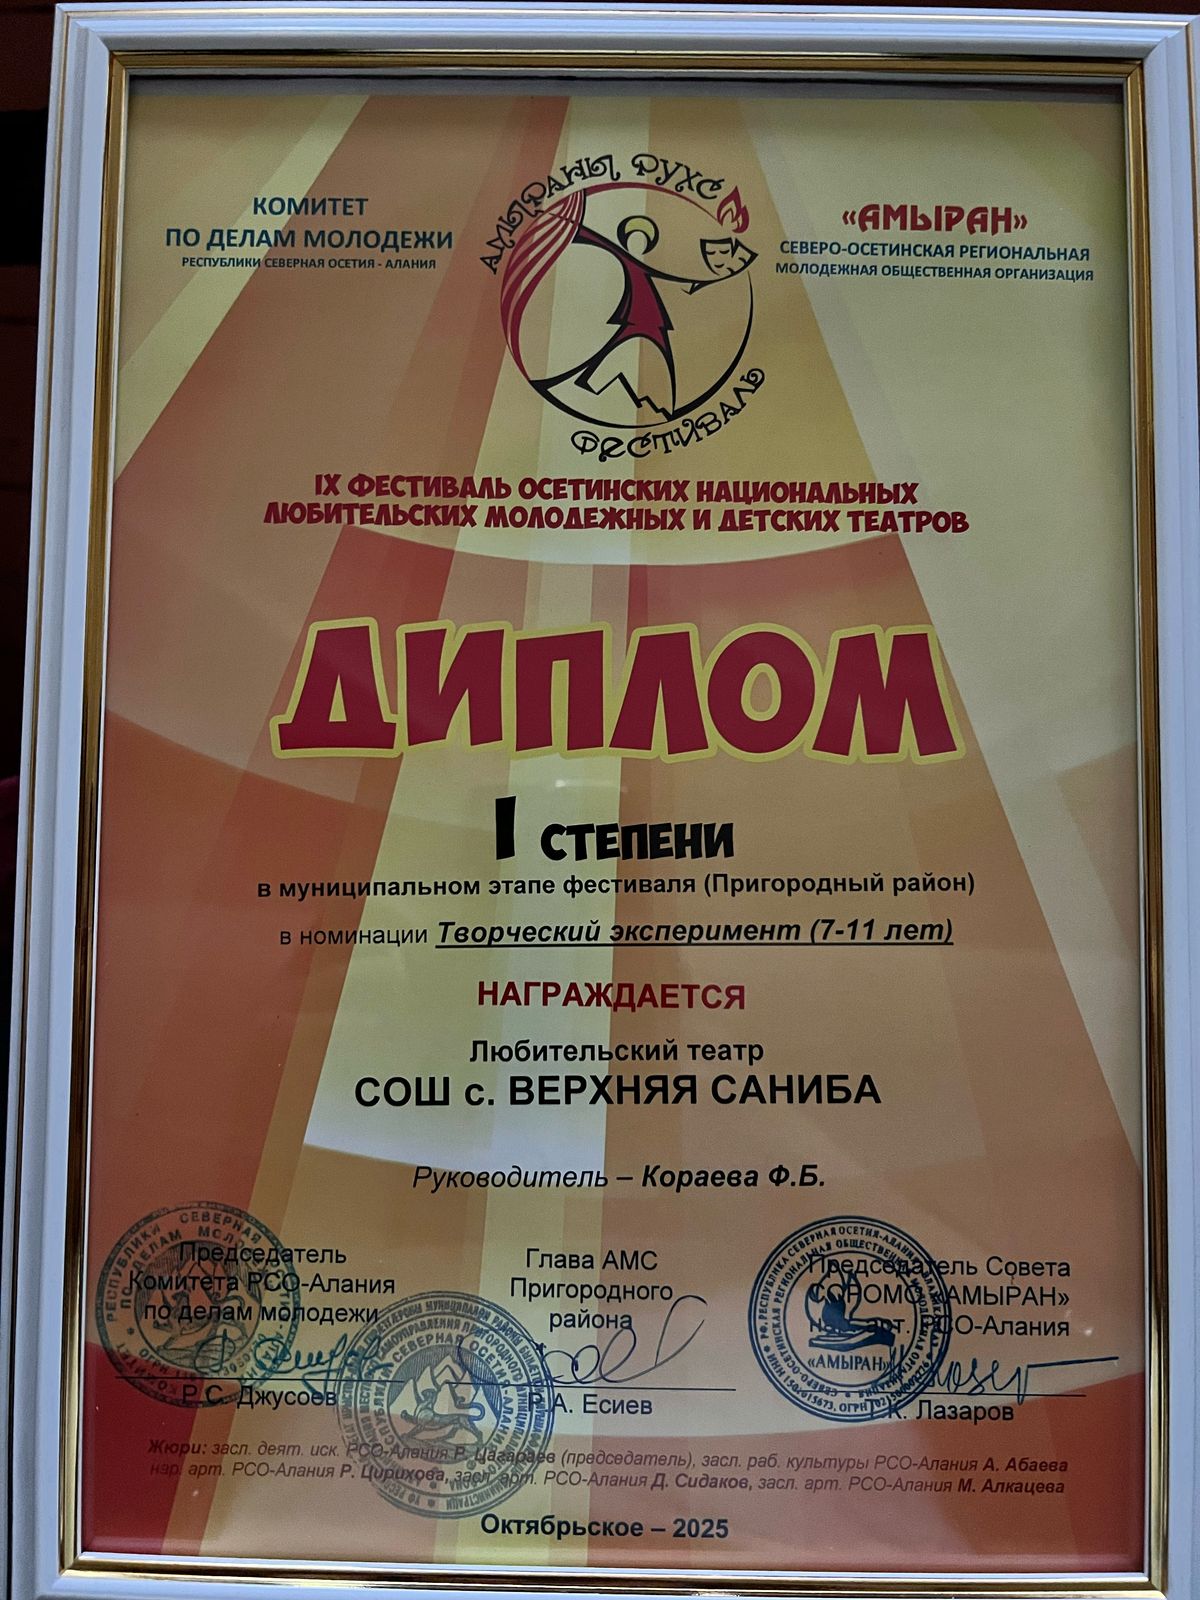 КОМИТЕТ
ПО ДЕЛАМ МОЛОДЕЖИ
РЕСПУБЛИКИ СЕВЕРНАЯ ОСЕТИЯ - АЛАНИЯ
АМЫРАНЫ РУХС
ФЕСТИВАЛЬ
«АМЫРАН»
СЕВЕРО-ОСЕТИНСКАЯ РЕГИОНАЛЬНАЯ
МОЛОДЕЖНАЯ ОБЩЕСТВЕННАЯ ОРГАНИЗАЦИЯ
IX ФЕСТИВАЛЬ ОСЕТИНСКИХ НАЦИОНАЛЬНЫХ
ЛЮБИТЕЛЬСКИХ МОЛОДЕЖНЫХ И ДЕТСКИХ ТЕАТРОВ
ДИПЛОМ
I СТЕПЕНИ
в муниципальном этапе фестиваля (Пригородный район)
в номинации Творческий эксперимент (7-11 лет)
НАГРАЖДАЕТСЯ
Любительский театр
СОШ с. ВЕРХНЯЯ САНИБА
Руководитель – Кораева Ф.Б.
Председатель
Комитета РСО-Алания
по делам молодежи
Р.С. Джусоев
Глава АМС
Пригородного
района
Р.А. Есиев
Председатель Совета
СОРОМОО «АМЫРАН»
арт. РСО-Алания
Т.К. Лазаров
«АМЫРАН»
Жюри: засл. деят. иск. РСО-Алания Р. Цагараев (председатель), засл. раб. культуры РСО-Алания А. Абаева
нар. арт. РСО-Алания Р. Цирихова, засл. арт. РСО-Алания Д. Сидаков, засл. арт. РСО-Алания М. Алкацева
Октябрьское – 2025